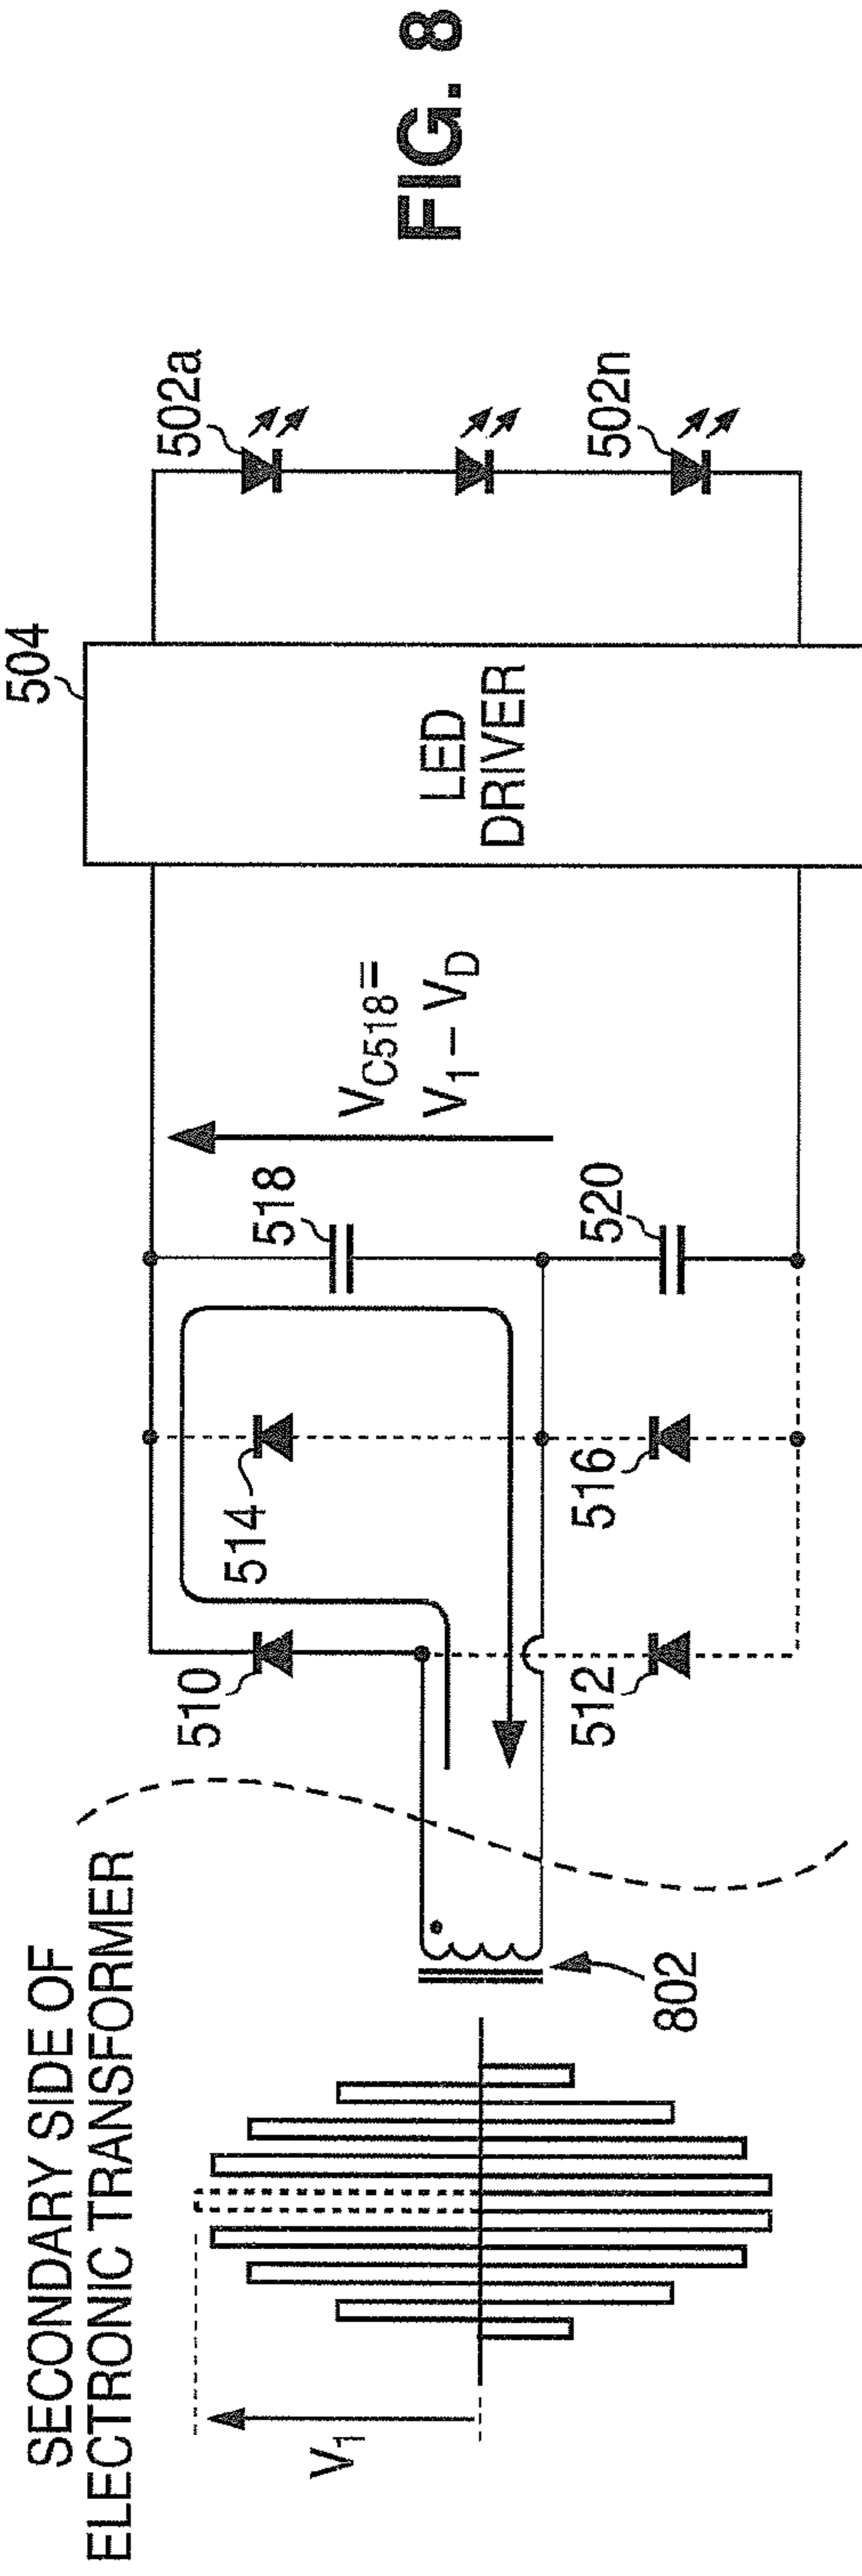 SECONDARY SIDE OF
ELECTRONIC TRANSFORMER
V1
802
510
512
514
516
518
520
VC518=
V1 – VD
504
LED
DRIVER
502a
502n
FIG. 8